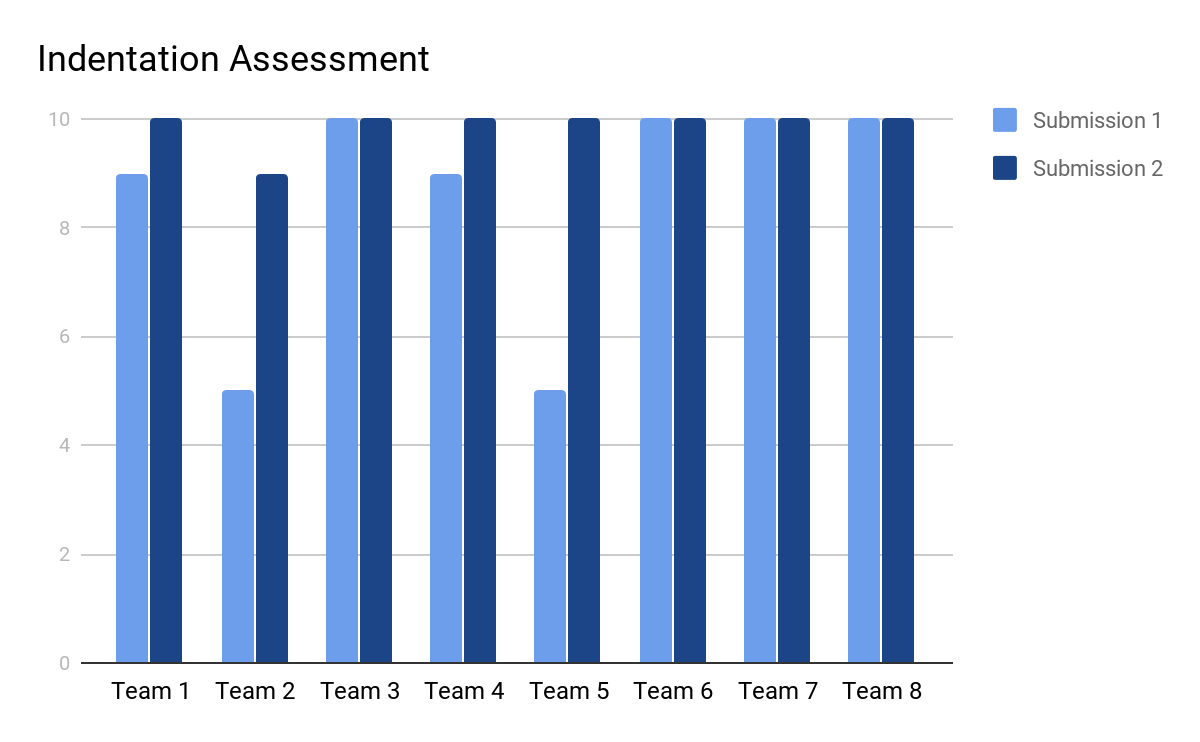 Indentation Assessment
10
8
6
4
2
0
Submission 1
Submission 2
Team 1 Team 2 Team 3 Team 4 Team 5 Team 6 Team 7 Team 8